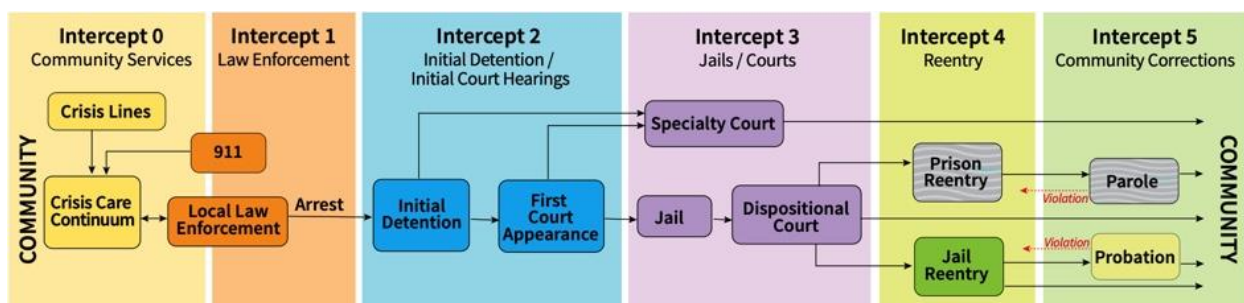 Intercept 0
Community Services
Intercept 1
Law Enforcement
Intercept 2
Initial Detention /
Initial Court Hearings
Intercept 3
Jails / Courts
Intercept 4
Reentry
Intercept 5
Community Corrections
COMMUNITY
Crisis Lines
911
Crisis Care
Continuum
Local Law
Enforcement
Arrest
Initial
Detention
First
Court
Appearance
Specialty Court
Jail
Dispositional
Court
Prison
Reentry
Violation
Parole
Jail
Reentry
Violation
Probation
COMMUNITY